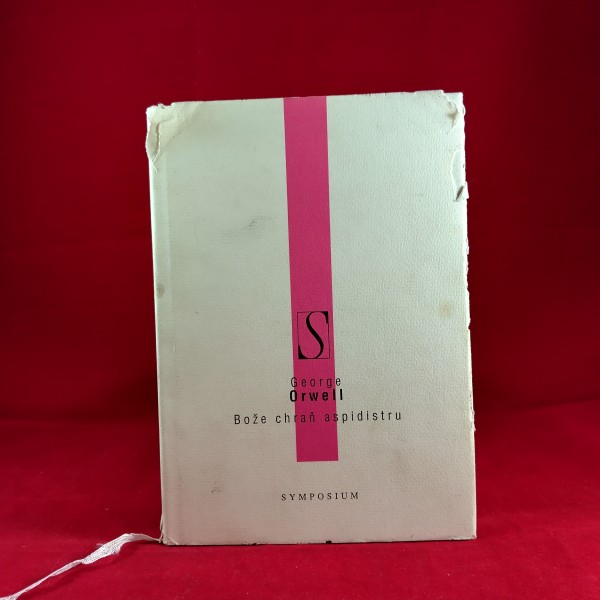 S
George
Orwell
Bože chraň aspidistru
SYMPOSIUM